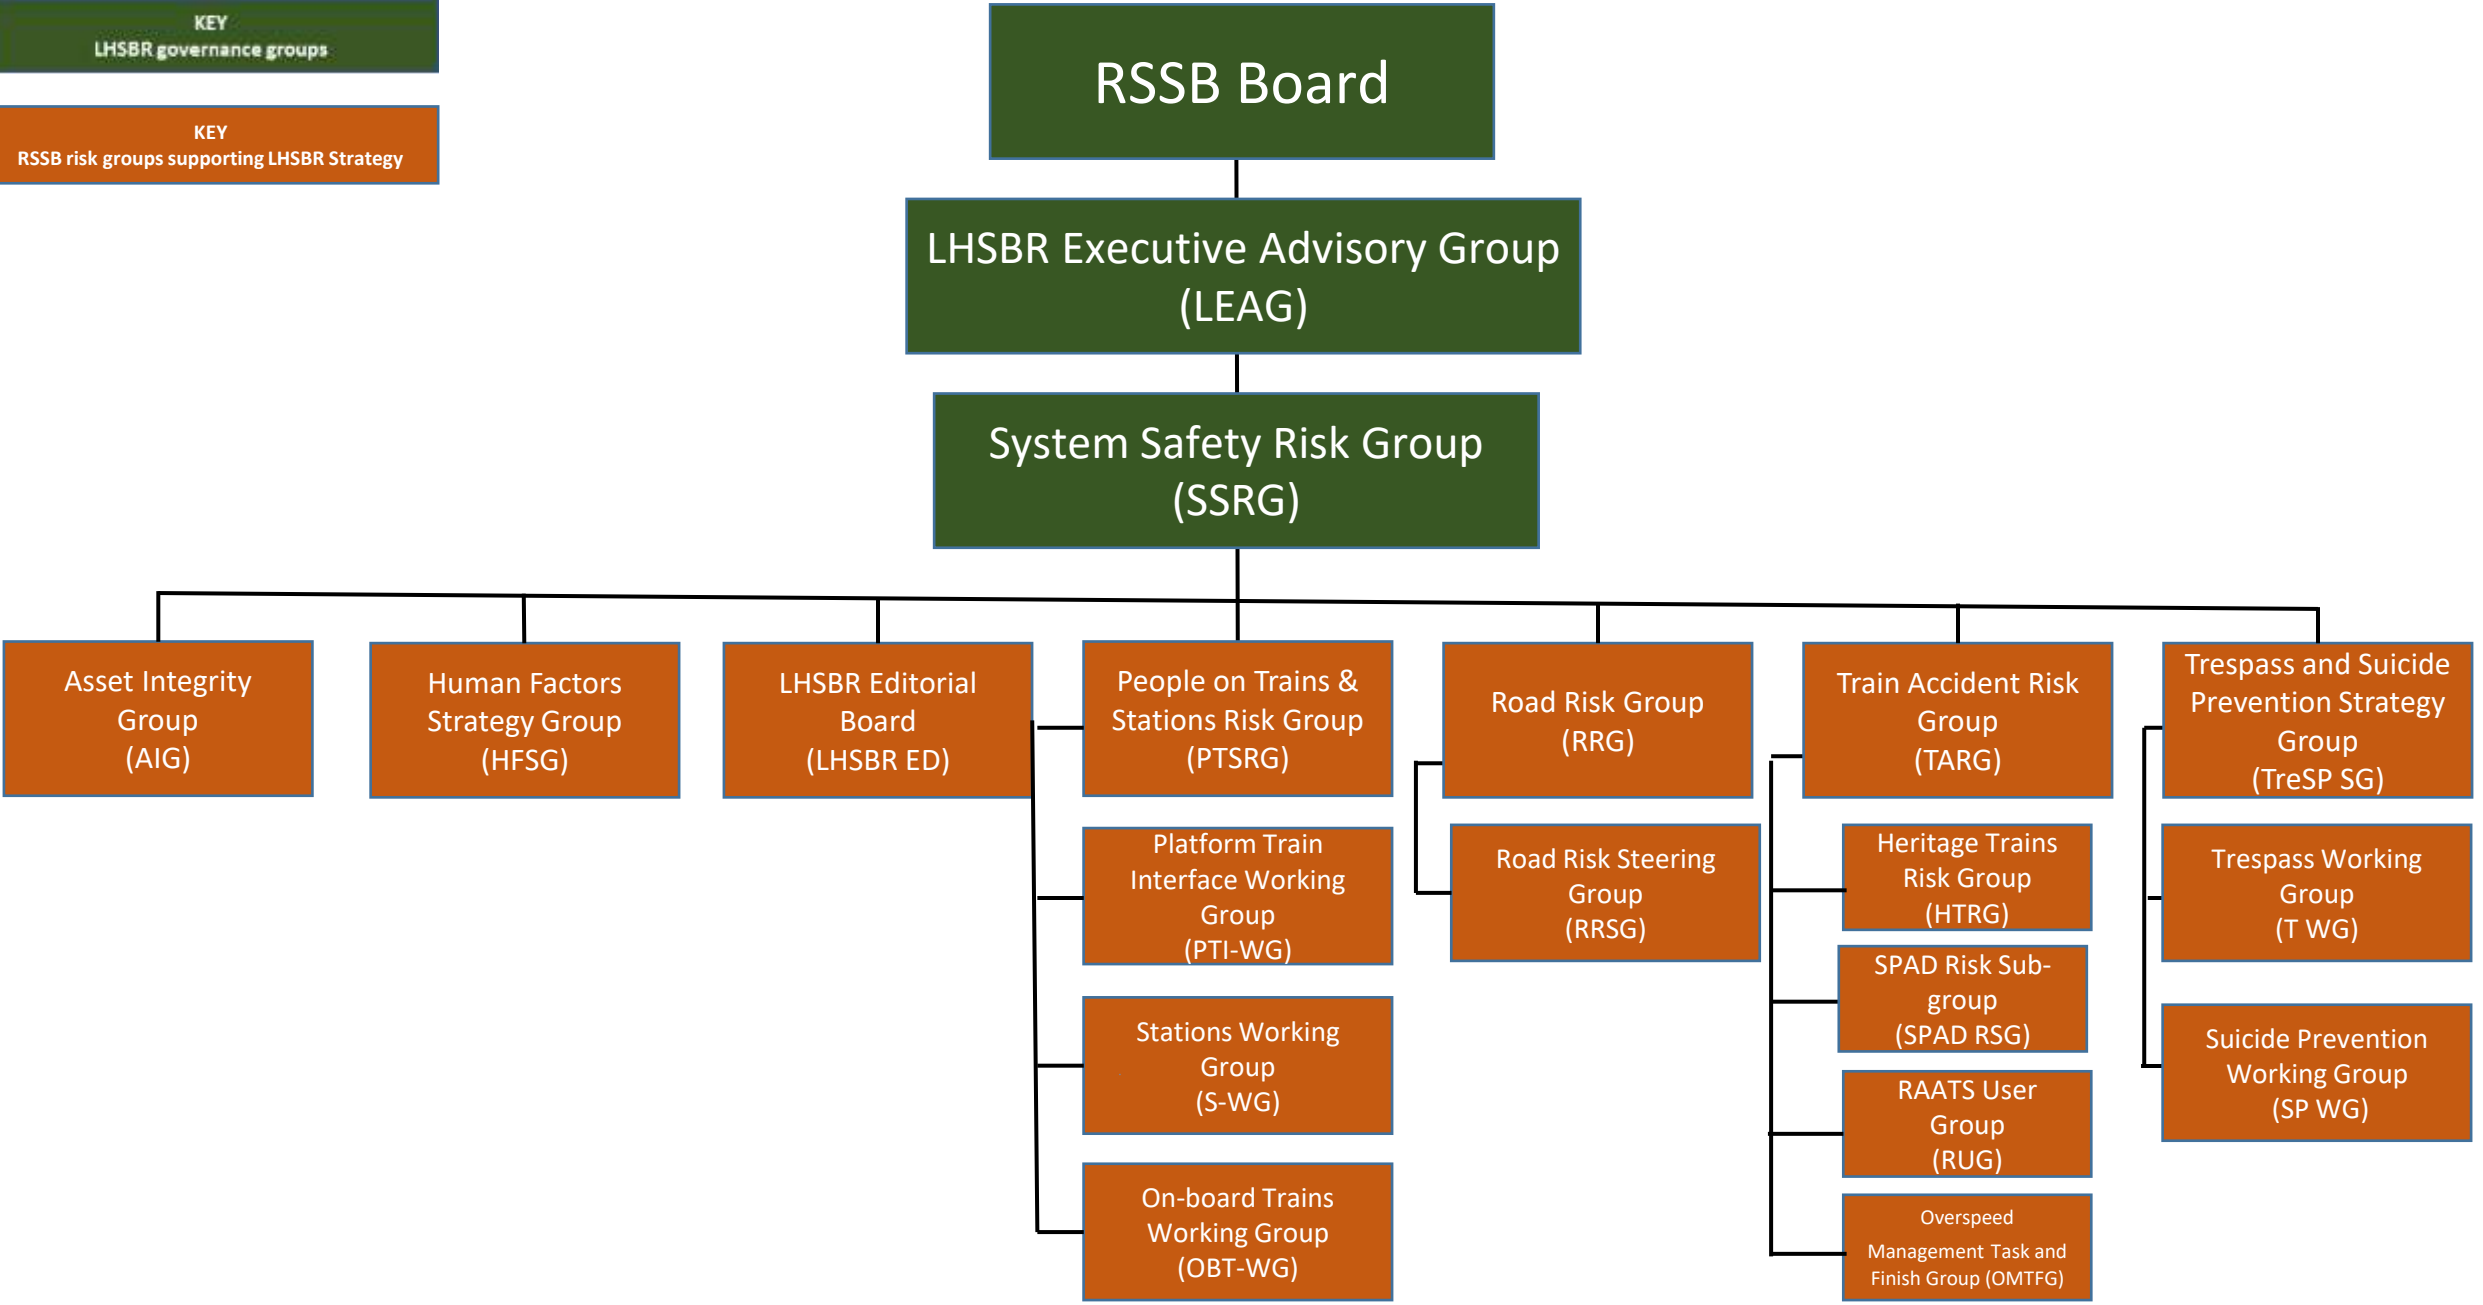 KEY
LHSBR governance groups
KEY
RSSB risk groups supporting LHSBR Strategy
RSSB Board
LHSBR Executive Advisory Group
(LEAG)
System Safety Risk Group
(SSRG)
Asset Integrity
Group
(AIG)
Human Factors
Strategy Group
(HFSG)
LHSBR Editorial
Board
(LHSBR ED)
People on Trains &
Stations Risk Group
(PTSRG)
Road Risk Group
(RRG)
Train Accident Risk
Group
(TARG)
Trespass and Suicide
Prevention Strategy
Group
(TreSP SG)
Platform Train
Interface Working
Group
(PTI-WG)
Stations Working
Group
(S-WG)
On-board Trains
Working Group
(OBT-WG)
Road Risk Steering
Group
(RRSG)
Heritage Trains
Risk Group
(HTRG)
SPAD Risk Sub-
group
(SPAD RSG)
RAATS User
Group
(RUG)
Overspeed
Management Task and
Finish Group (OMTFG)
Trespass Working
Group
(T WG)
Suicide Prevention
Working Group
(SP WG)